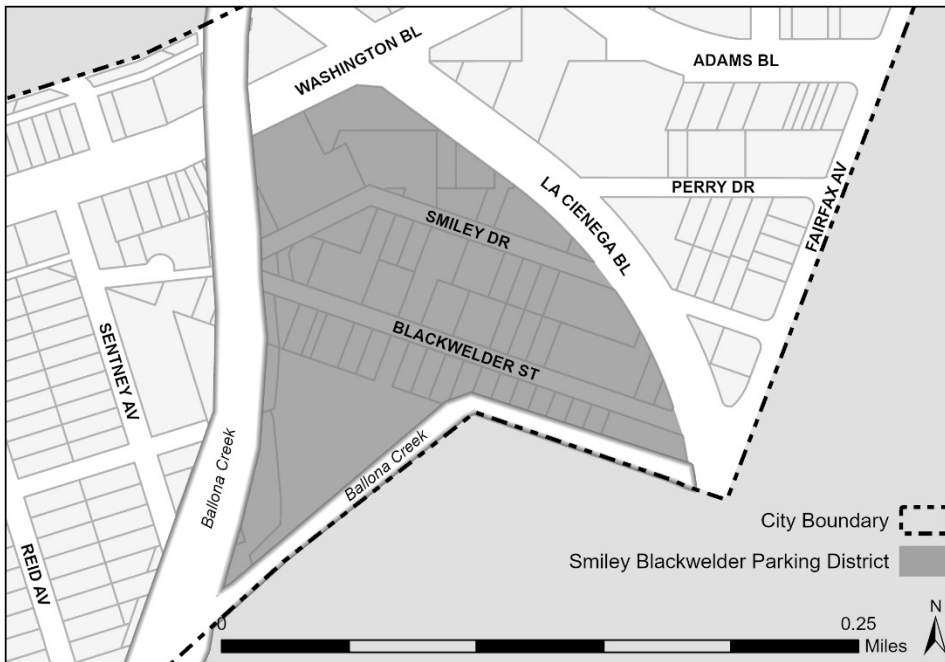 WASHINGTON BL
ADAMS BL
PERRY DR
LA CIENEGA BL
FAIRFAX AV
SMILEY DR
BLACKWELDER ST
SENTNEY AV
Ballona Creek
Ballona Creek
REID AV
City Boundary
Smiley Blackwelder Parking District
0
0.25
Miles
N